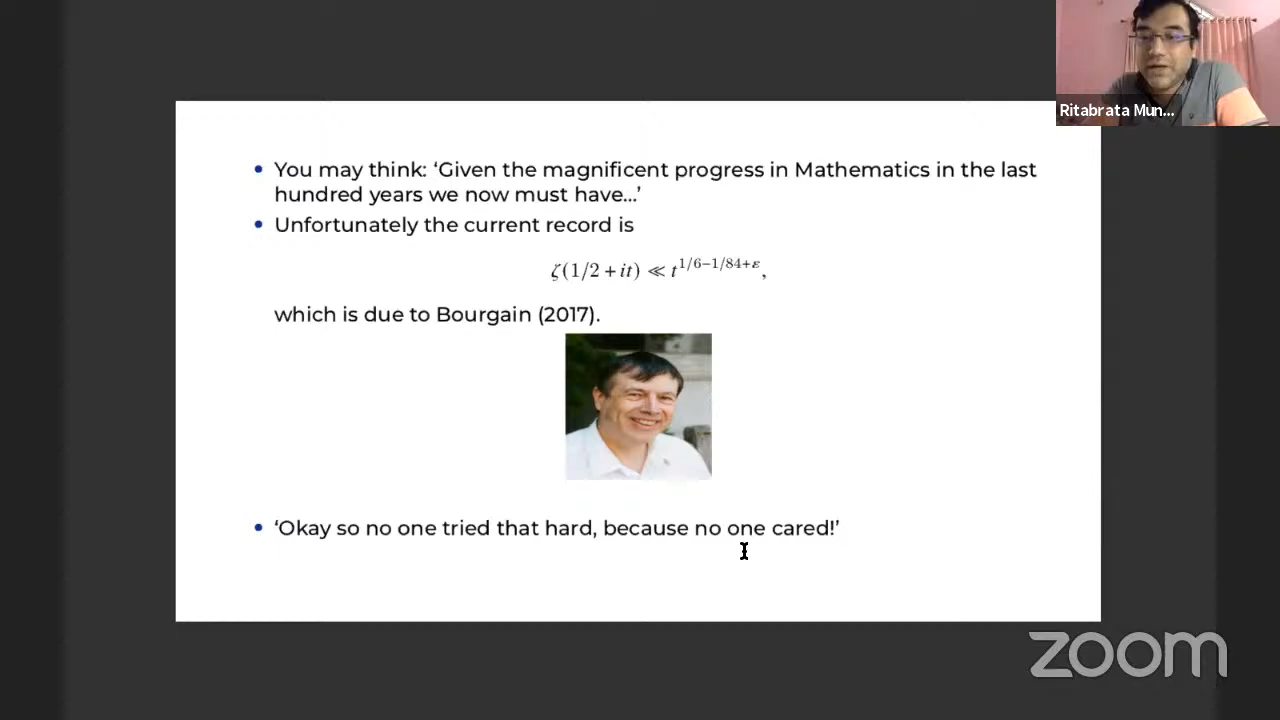 Ritabrata Mun...
• You may think: ‘Given the magnificent progress in Mathematics in the last
hundred years we now must have...’
• Unfortunately the current record is
ζ(1/2 + it) ≪ t^{1/6−1/84+ε},
which is due to Bourgain (2017).
• ‘Okay so no one tried that hard, because no one cared!’
zoom